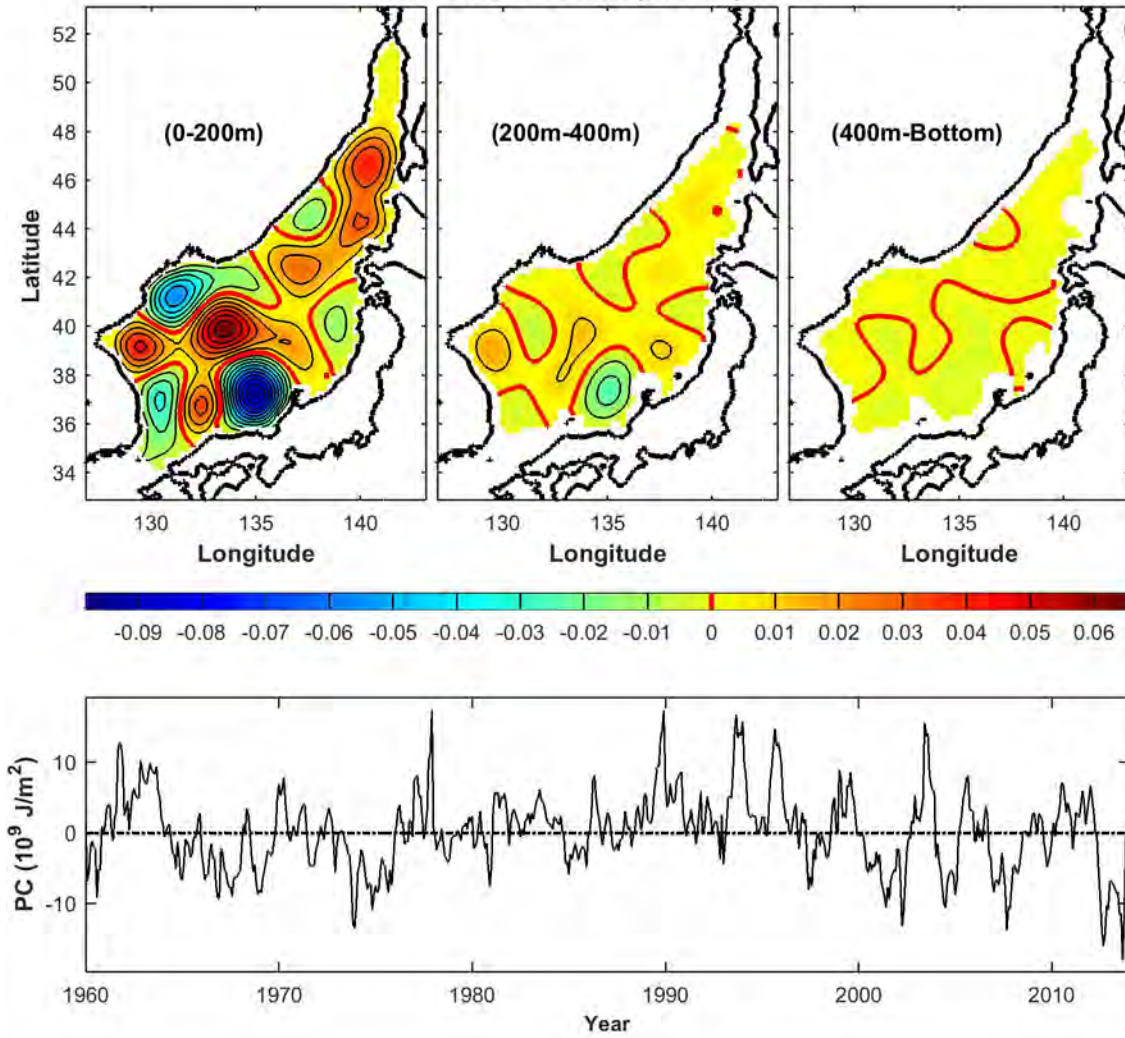 52
50
48
46
44
42
40
38
36
34
Latitude
(0-200m) (200m-400m) (400m-Bottom)
130 135 140 130 135 140 130 135 140
Longitude Longitude Longitude
-0.09 -0.08 -0.07 -0.06 -0.05 -0.04 -0.03 -0.02 -0.01 0 0.01 0.02 0.03 0.04 0.05 0.06
PC (10⁹ J/m²)
10
0
-10
1960 1970 1980 1990 2000 2010
Year